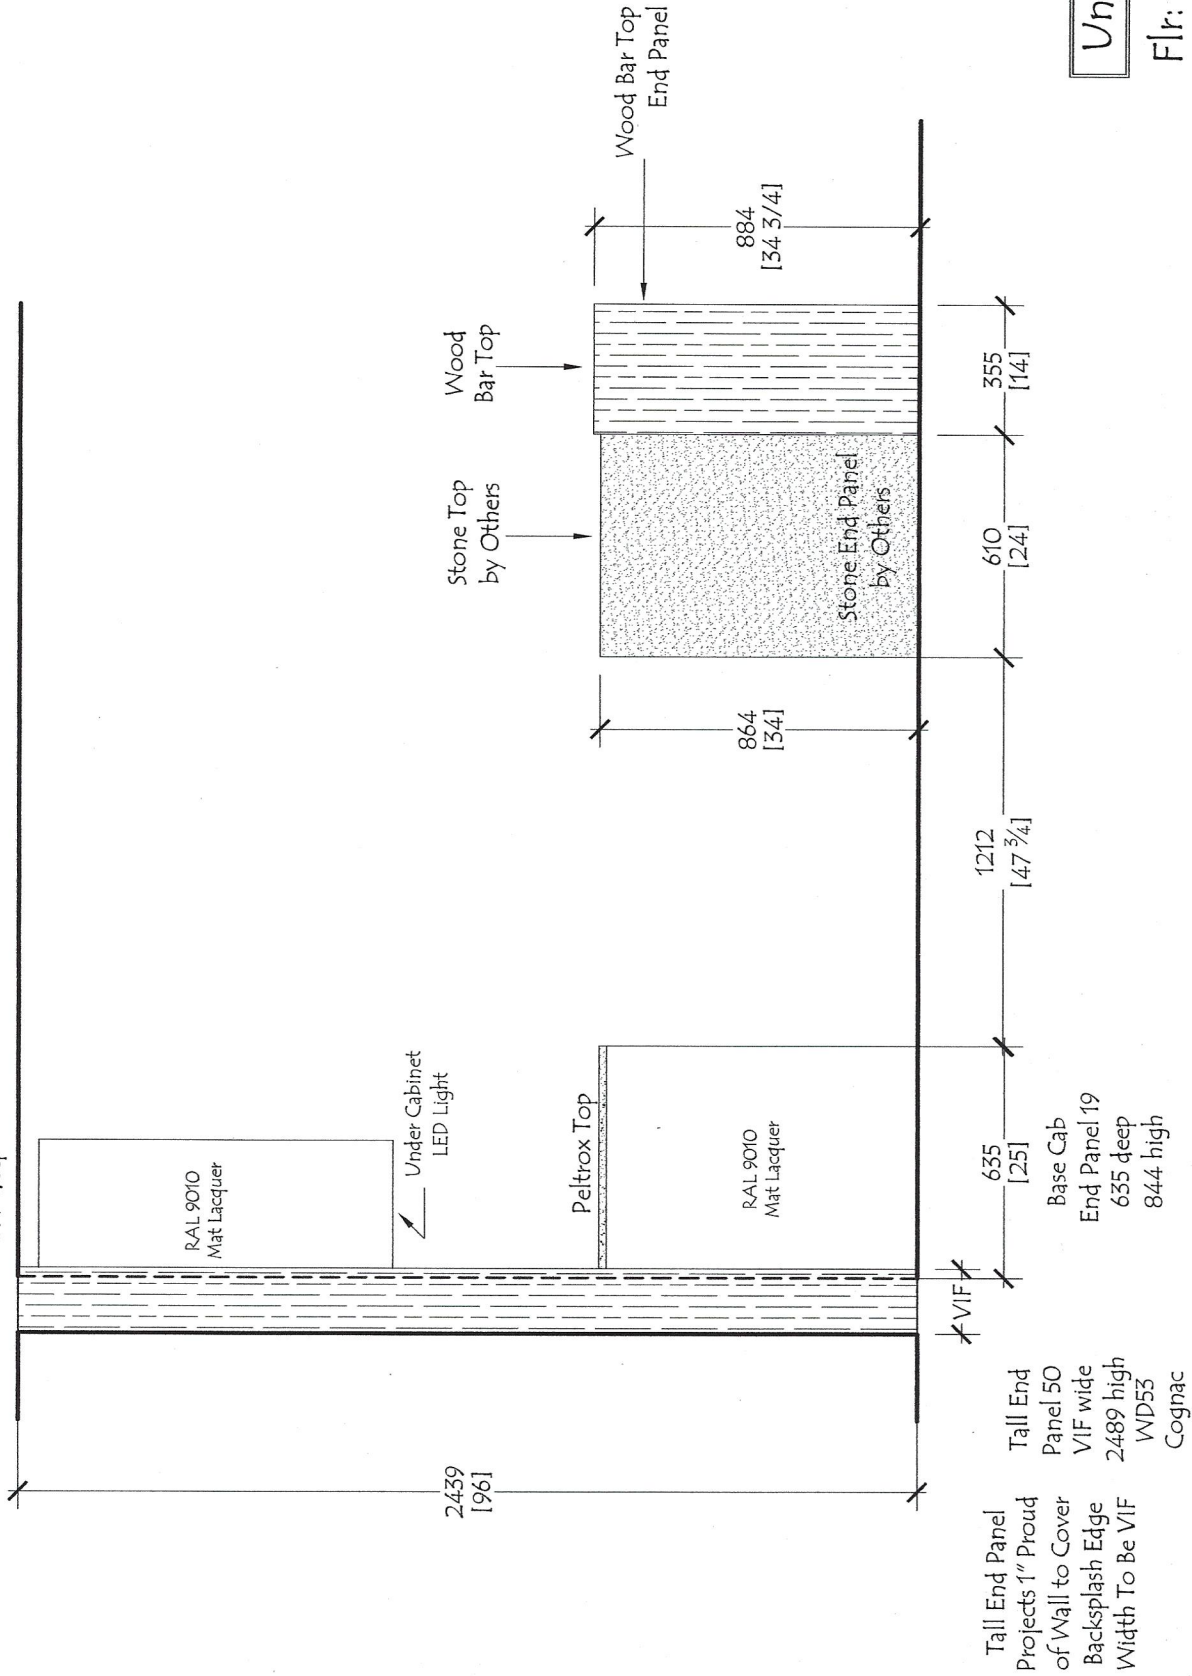 Wood Bar Top
End Panel
Wood
Bar Top
Stone Top
by Others
884
[34 3/4]
Stone End Panel
by Others
864
[34]
355
[14]
610
[24]
1212
[47 3/4]
635
[25]
Under Cabinet
LED Light
RAL 9010
Mat Lacquer
Peltrox Top
RAL 9010
Mat Lacquer
Base Cab
End Panel 19
635 deep
844 high
VIF
2439
[96]
Tall End
Panel 50
VIF wide
2489 high
WD53
Cognac
Tall End Panel
Projects 1" Proud
of Wall to Cover
Backsplash Edge
Width To Be VIF
Un
Flr: